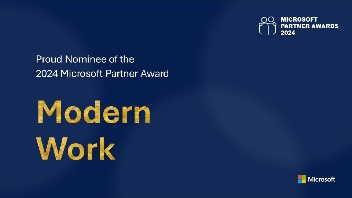 MICROSOFT
PARTNER AWARDS
2024
Proud Nominee of the
2024 Microsoft Partner Award
Modern
Work
Microsoft